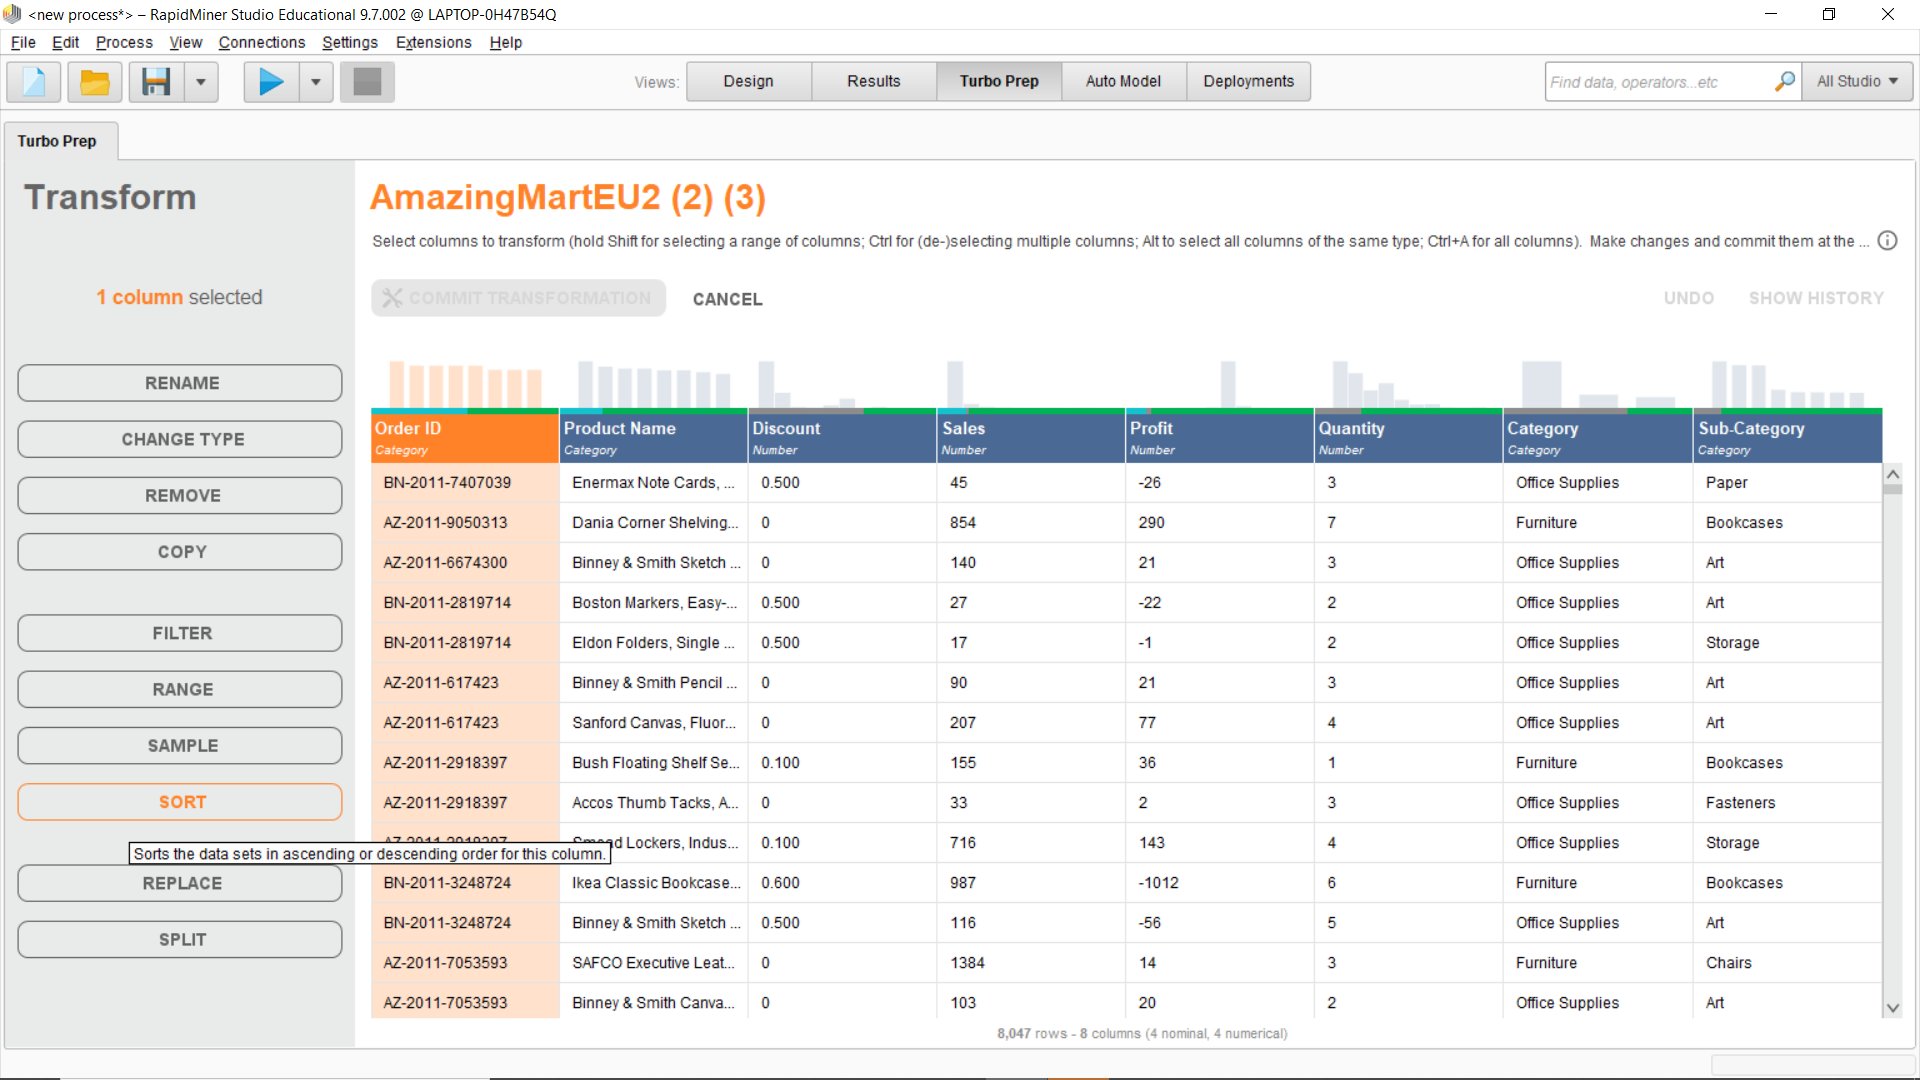 <new process*> – RapidMiner Studio Educational 9.7.002 @ LAPTOP-0H47B54Q
File Edit Process View Connections Settings Extensions Help
Views: Design Results Turbo Prep Auto Model Deployments Find data, operators...etc All Studio
Turbo Prep
Transform
AmazingMartEU2 (2) (3)
Select columns to transform (hold Shift for selecting a range of columns; Ctrl for (de-)selecting multiple columns; Alt to select all columns of the same type; Ctrl+A for all columns). Make changes and commit them at the ...
1 column selected
COMMIT TRANSFORMATION CANCEL UNDO SHOW HISTORY
RENAME
CHANGE TYPE
REMOVE
COPY
FILTER
RANGE
SAMPLE
SORT
Sorts the data sets in ascending or descending order for this column.
REPLACE
SPLIT
Order ID Product Name Discount Sales Profit Quantity Category Sub-Category
Category Category Number Number Number Number Category Category
BN-2011-7407039 Enermax Note Cards, ... 0.500 45 -26 3 Office Supplies Paper
AZ-2011-9050313 Dania Corner Shelving... 0 854 290 7 Furniture Bookcases
AZ-2011-6674300 Binney & Smith Sketch ... 0 140 21 3 Office Supplies Art
BN-2011-2819714 Boston Markers, Easy-... 0.500 27 -22 2 Office Supplies Art
BN-2011-2819714 Eldon Folders, Single ... 0.500 17 -1 2 Office Supplies Storage
AZ-2011-617423 Binney & Smith Pencil ... 0 90 21 3 Office Supplies Art
AZ-2011-617423 Sanford Canvas, Fluor... 0 207 77 4 Office Supplies Art
AZ-2011-2918397 Bush Floating Shelf Se... 0.100 155 36 1 Furniture Bookcases
AZ-2011-2918397 Accos Thumb Tacks, A... 0 33 2 3 Office Supplies Fasteners
Lockers, Indus... 0.100 716 143 4 Office Supplies Storage
BN-2011-3248724 Ikea Classic Bookcase... 0.600 987 -1012 6 Furniture Bookcases
BN-2011-3248724 Binney & Smith Sketch ... 0.500 116 -56 5 Office Supplies Art
AZ-2011-7053593 SAFCO Executive Leat... 0 1384 14 3 Furniture Chairs
AZ-2011-7053593 Binney & Smith Canva... 0 103 20 2 Office Supplies Art
8,047 rows - 8 columns (4 nominal, 4 numerical)